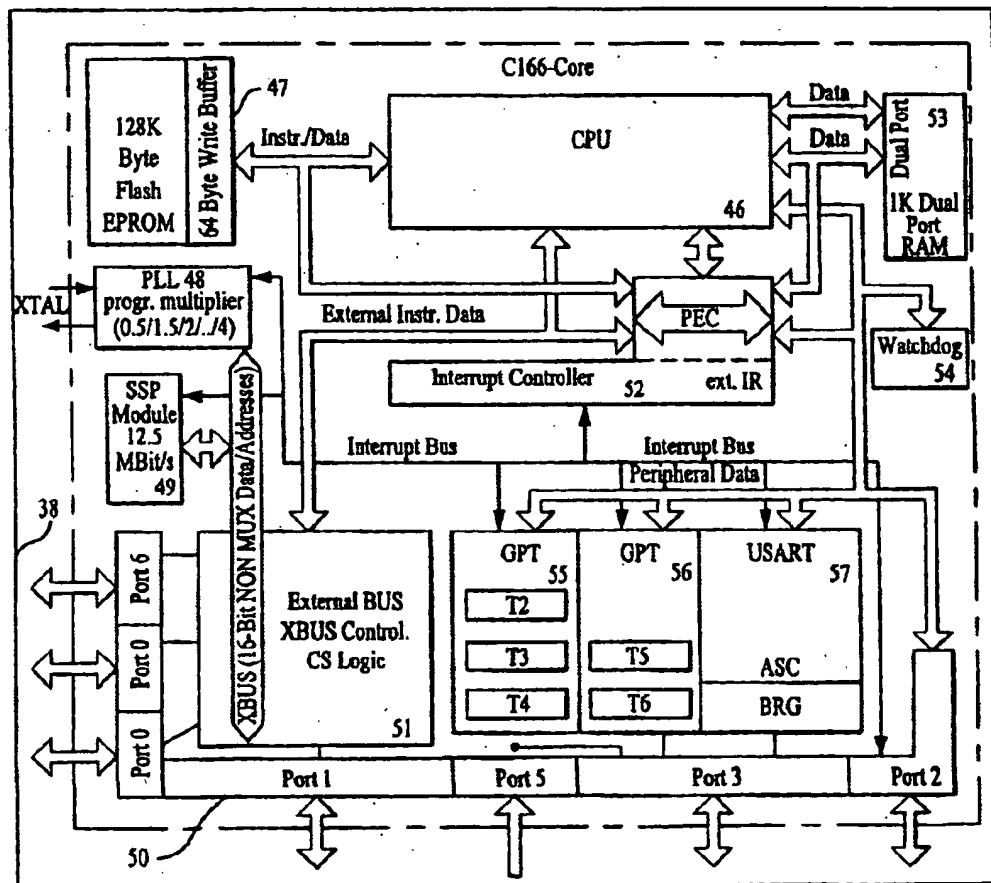 C166-Core
128K
Byte
Flash
EPROM
64 Byte Write Buffer
47
Instr./Data
CPU
46
Data
Data
Dual Port
53
1K Dual
Port
RAM
XTAL
PLL 48
progr. multiplier
(0.5/1.5/2/../4)
External Instr. Data
PEC
Interrupt Controller
52
ext. IR
Watchdog
54
SSP
Module
12.5
MBit/s
49
XBUS (16-Bit NON MUX Data/Addresses)
Interrupt Bus
Interrupt Bus
Peripheral Data
38
Port 6
Port 0
Port 0
External BUS
XBUS Control.
CS Logic
51
GPT
55
T2
T3
T4
GPT
56
T5
T6
USART
57
ASC
BRG
Port 1
Port 5
Port 3
Port 2
50